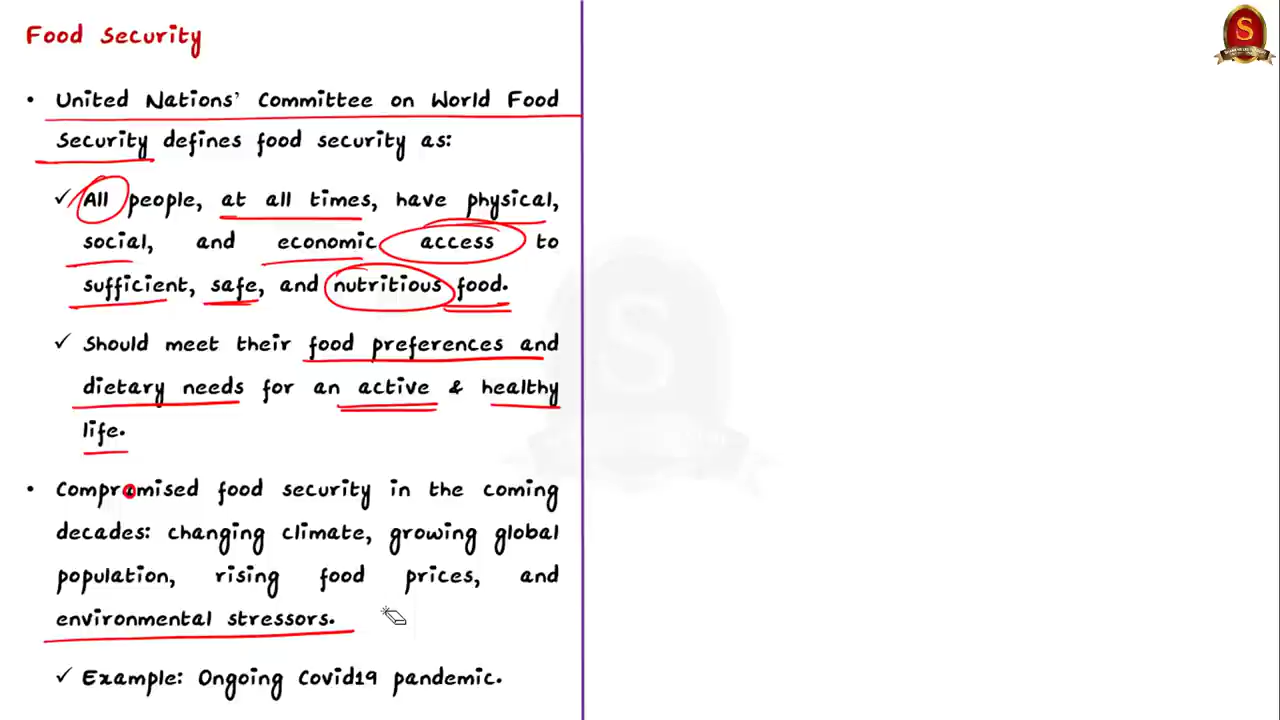 Food Security
• United Nations' Committee on World Food
Security defines food security as:
✓ All people, at all times, have physical,
social, and economic access to
sufficient, safe, and nutritious food.
✓ Should meet their food preferences and
dietary needs for an active & healthy
life.
• Compromised food security in the coming
decades: changing climate, growing global
population, rising food prices, and
environmental stressors.
✓ Example: Ongoing Covid19 pandemic.
S
S